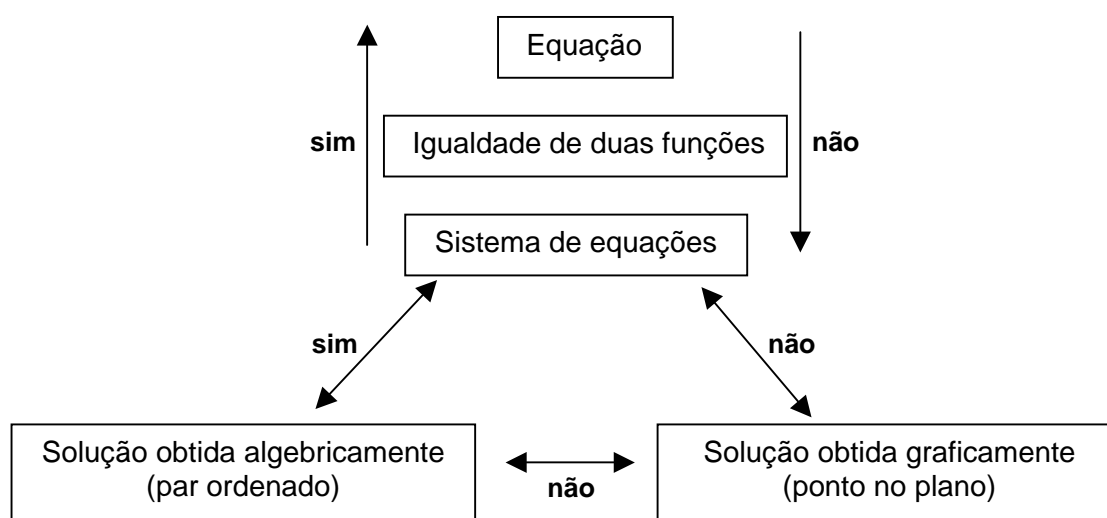 Equação
sim
Igualdade de duas funções
não
Sistema de equações
sim
não
Solução obtida algebricamente
(par ordenado)
não
Solução obtida graficamente
(ponto no plano)